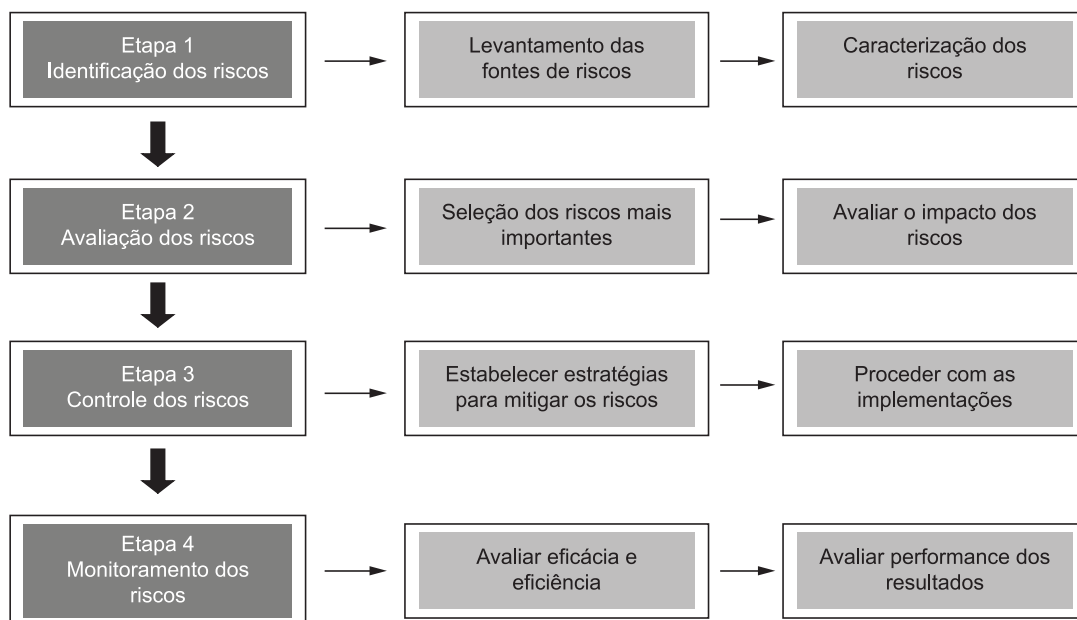 Etapa 1
Identificação dos riscos
Levantamento das
fontes de riscos
Caracterização dos
riscos
Etapa 2
Avaliação dos riscos
Seleção dos riscos mais
importantes
Avaliar o impacto dos
riscos
Etapa 3
Controle dos riscos
Estabelecer estratégias
para mitigar os riscos
Proceder com as
implementações
Etapa 4
Monitoramento dos
riscos
Avaliar eficácia e
eficiência
Avaliar performance dos
resultados